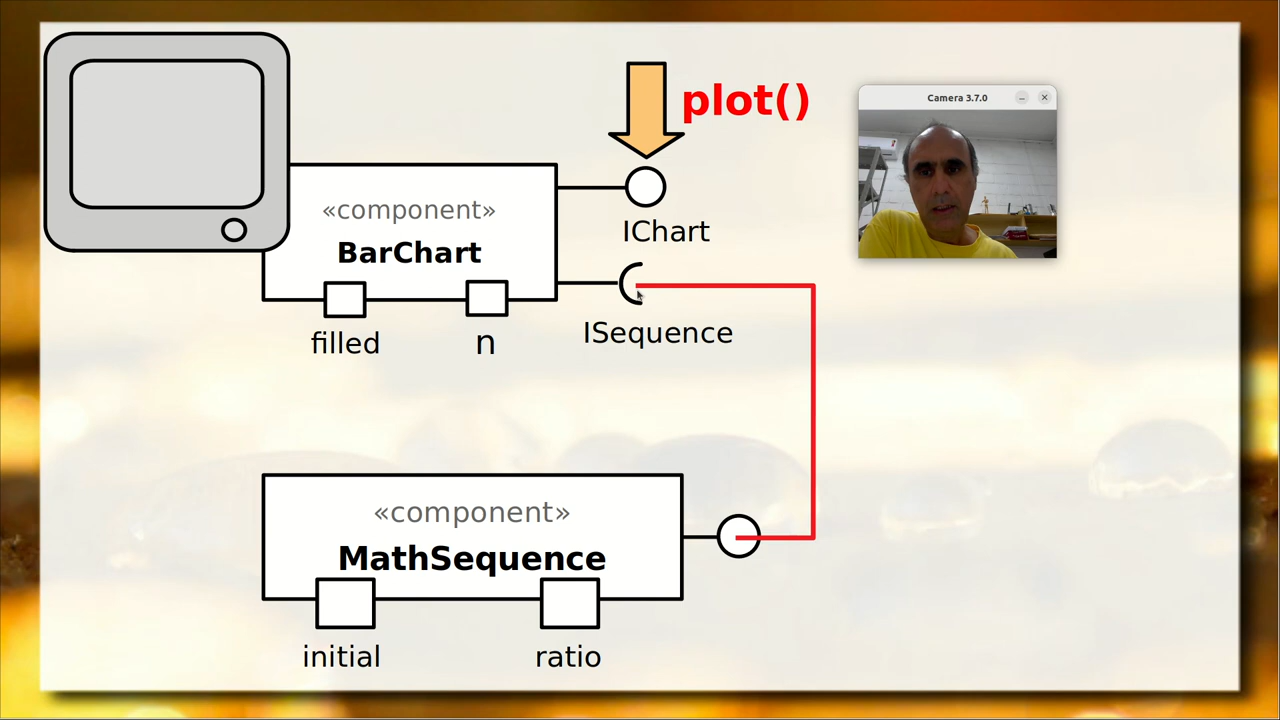 plot()
Camera 3.7.0
«component»
BarChart
IChart
ISequence
filled
n
«component»
MathSequence
initial
ratio